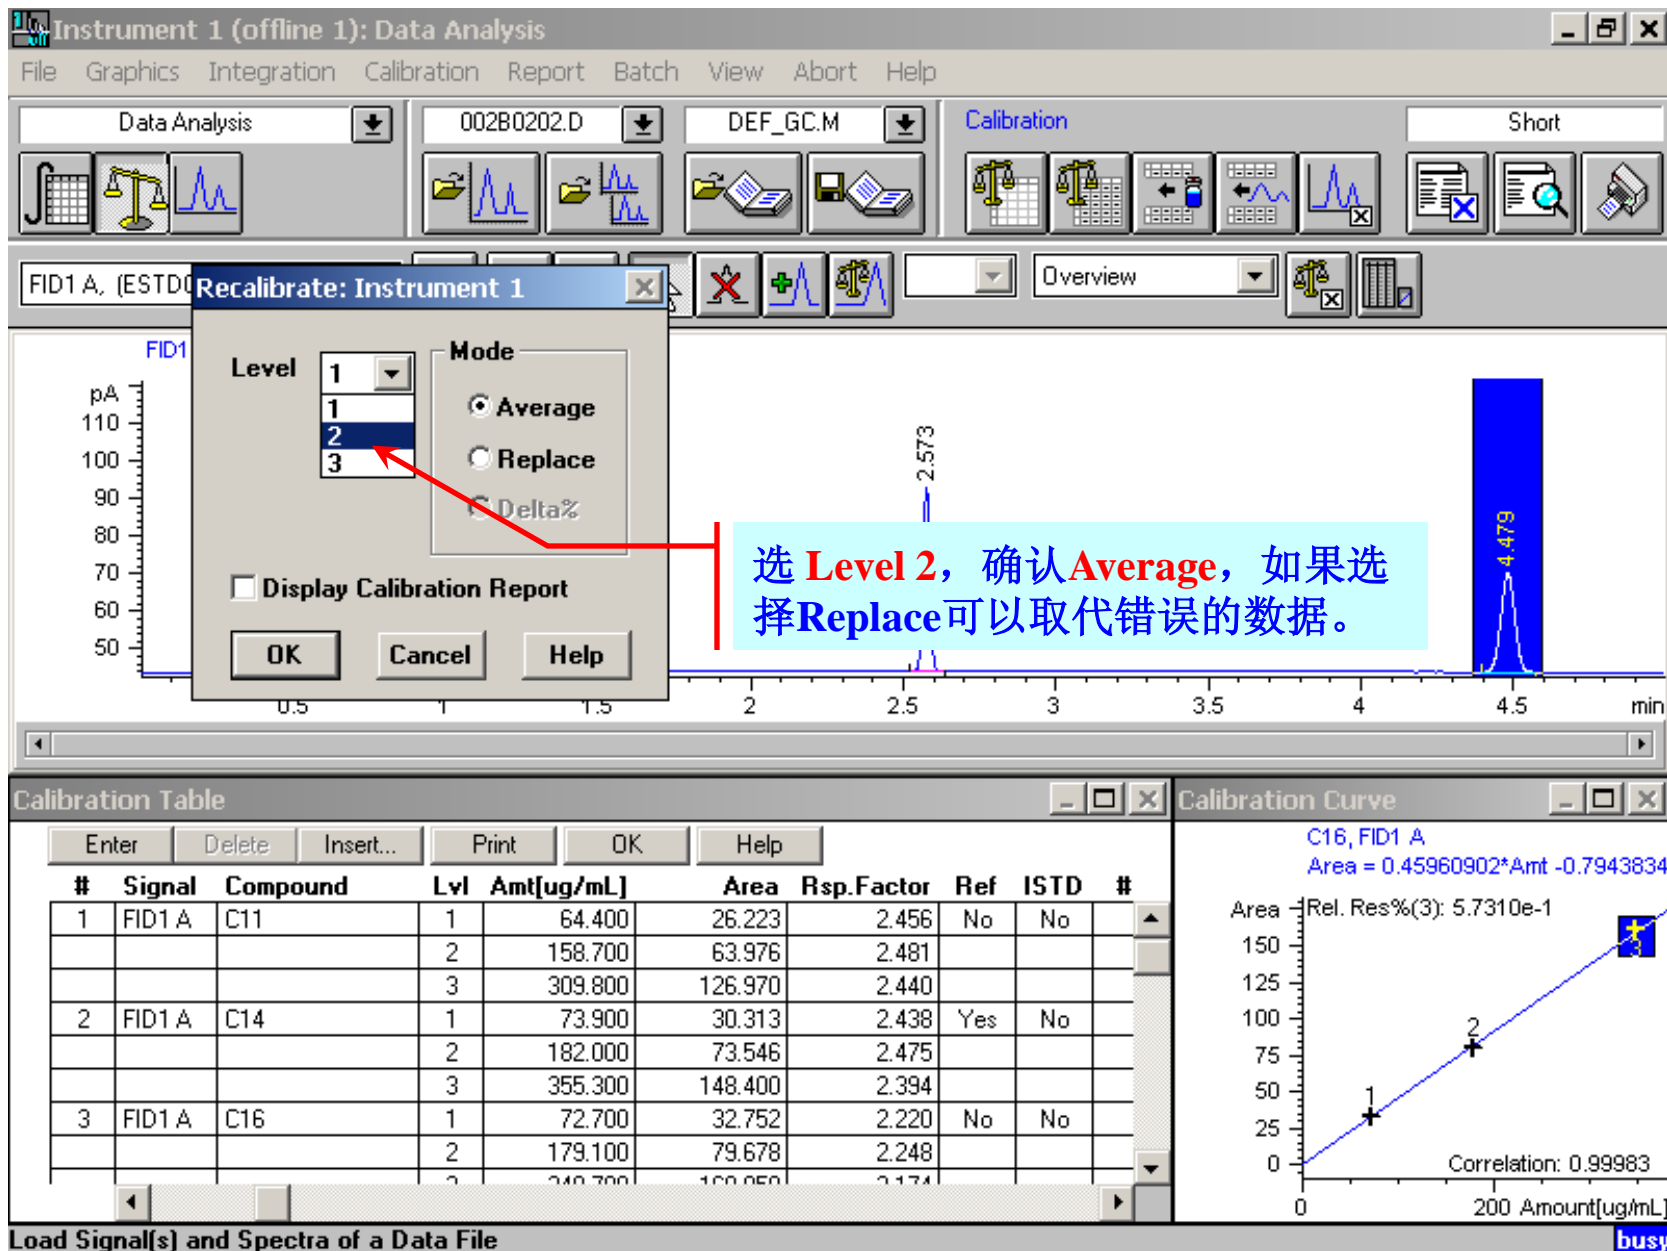 Instrument 1 (offline 1): Data Analysis
File Graphics Integration Calibration Report Batch View Abort Help
Data Analysis 002B0202.D DEF_GC.M Calibration Short
FID1 A, (ESTD Overview
Recalibrate: Instrument 1
Level 1
1
2
3
Mode
Average
Replace
Delta%
Display Calibration Report
OK Cancel Help
FID1
pA
110
100
90
80
70
60
50
2.573
4.479
0.5 1 1.5 2 2.5 3 3.5 4 4.5 min
选 Level 2，确认Average，如果选
择Replace可以取代错误的数据。
Calibration Table
Enter Delete Insert... Print OK Help
# Signal Compound Lvl Amt[ug/mL] Area Rsp.Factor Ref ISTD #
1 FID1 A C11 1 64.400 26.223 2.456 No No
2 158.700 63.976 2.481
3 309.800 126.970 2.440
2 FID1 A C14 1 73.900 30.313 2.438 Yes No
2 182.000 73.546 2.475
3 355.300 148.400 2.394
3 FID1 A C16 1 72.700 32.752 2.220 No No
2 179.100 79.678 2.248
Calibration Curve
C16, FID1 A
Area = 0.45960902*Amt -0.7943834
Area
Rel. Res%(3): 5.7310e-1
150
125
100
75
50
25
0
1
2
3
Correlation: 0.99983
0 200 Amount[ug/mL]
Load Signal(s) and Spectra of a Data File
busy